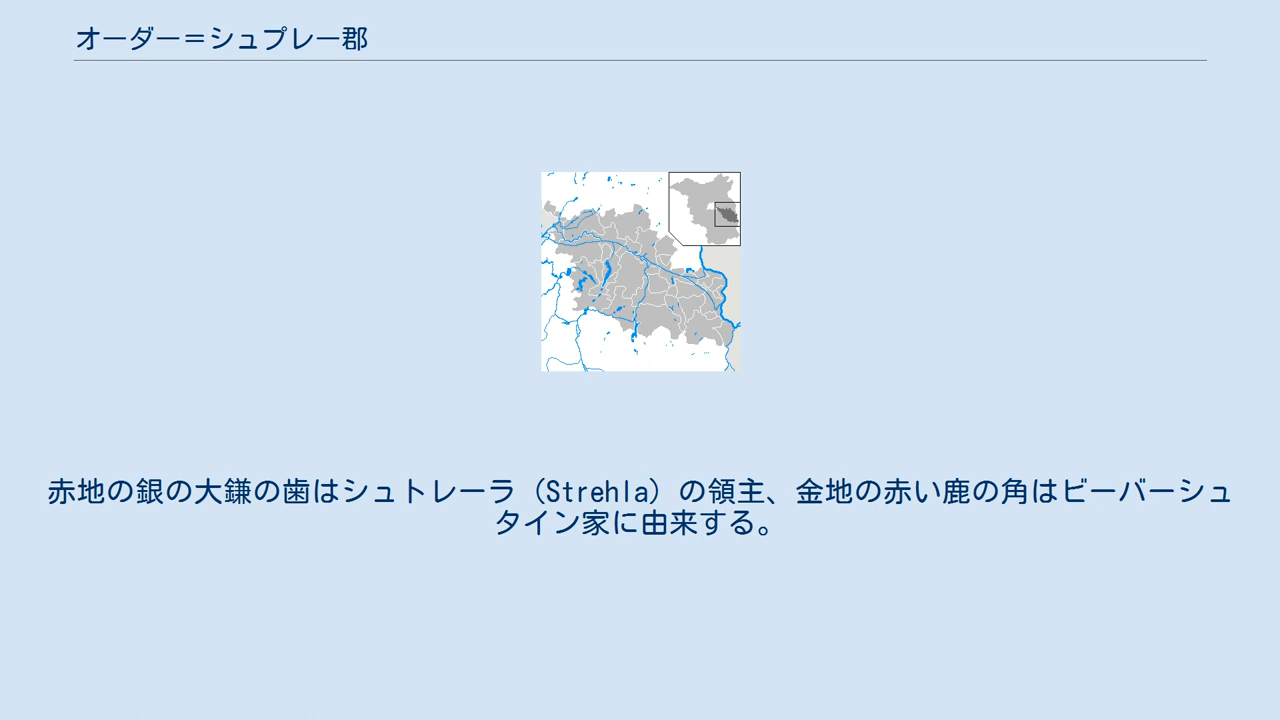 オーダー＝シュプレー郡
赤地の銀の大鎌の歯はシュトレーラ（Strehla）の領主、金地の赤い鹿の角はビーバーシュ
タイン家に由来する。